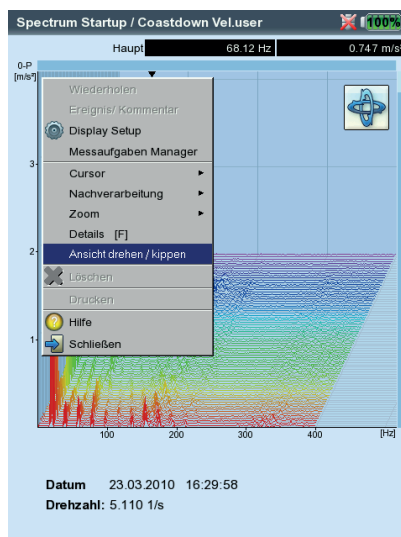 Spectrum Startup / Coastdown Vel.user 100%
Haupt 68.12 Hz 0.747 m/s²
0-P
[m/s²]
Wiederholen
Ereignis/ Kommentar
Display Setup
Messaufgaben Manager
3
Cursor
Nachverarbeitung
Zoom
Details [F]
2
Ansicht drehen / kippen
Löschen
Drucken
Hilfe
1
Schließen
100 200 300 400 [Hz]
Datum 23.03.2010 16:29:58
Drehzahl: 5.110 1/s